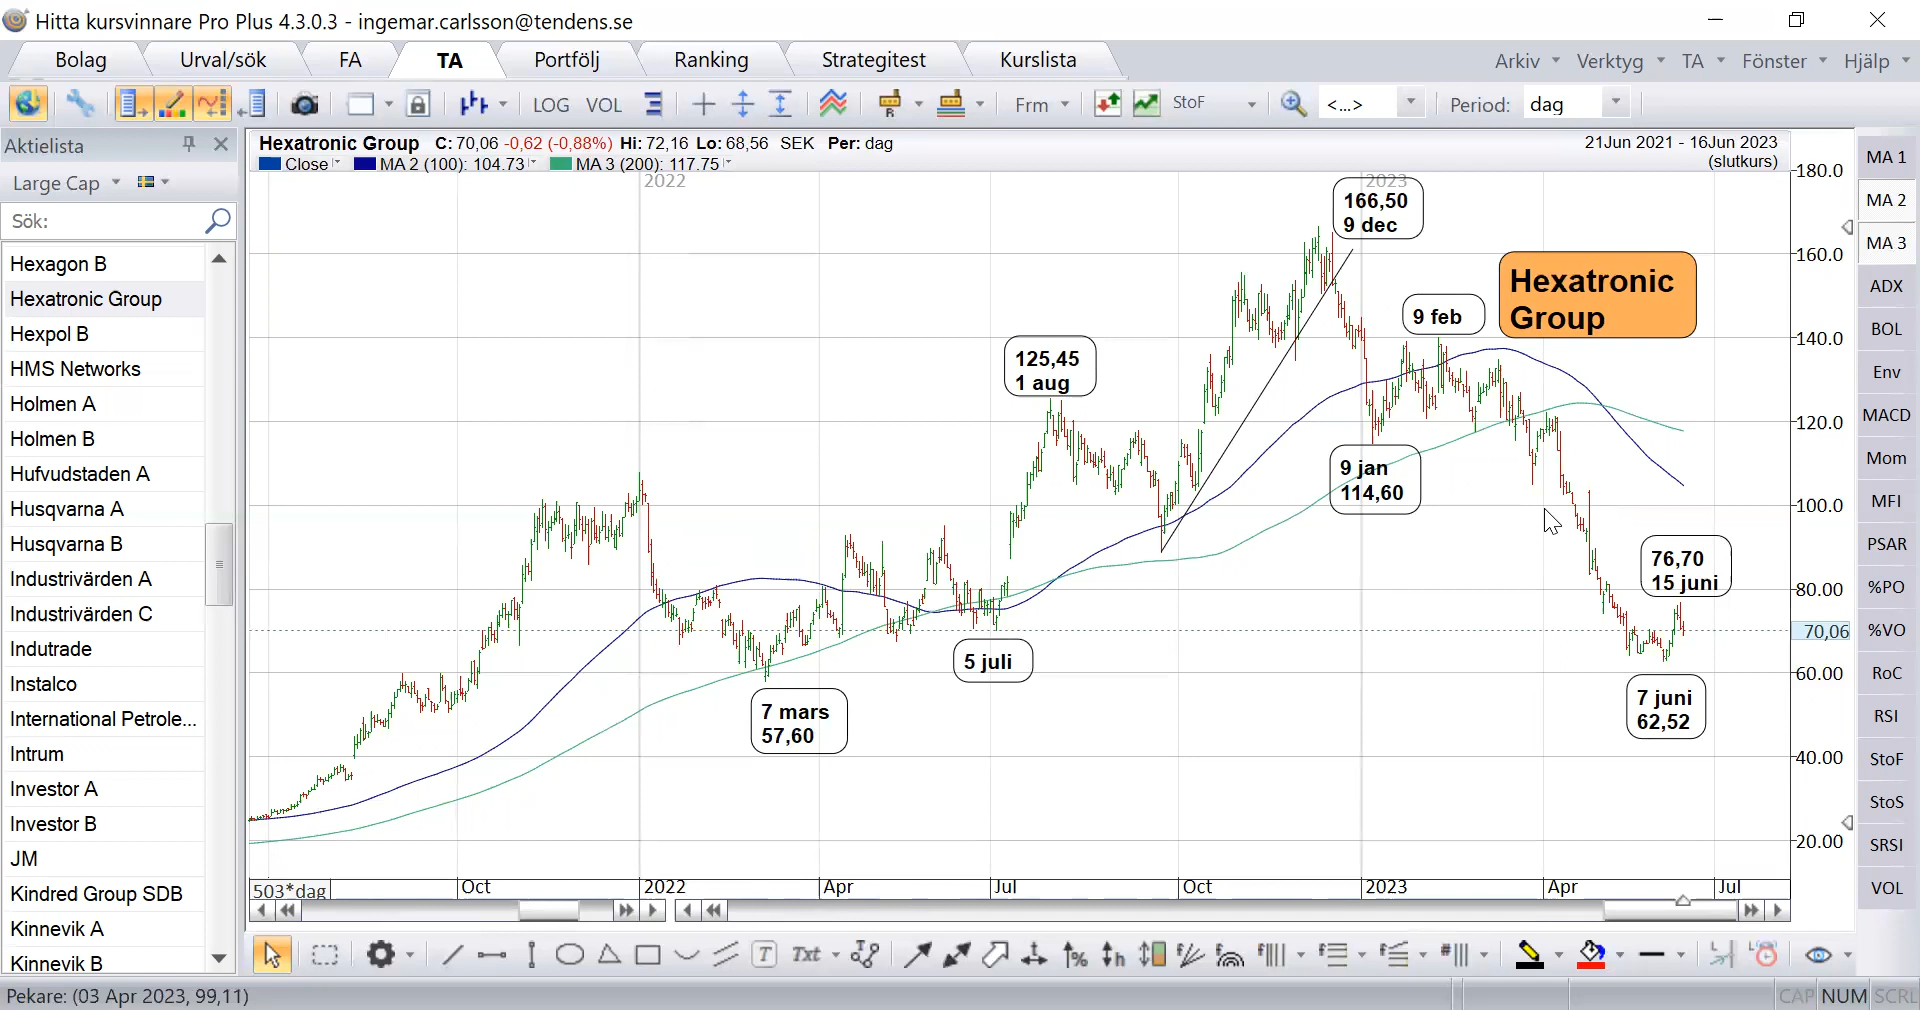 Hitta kursvinnare Pro Plus 4.3.0.3 - ingemar.carlsson@tendens.se
Bolag Urval/sök FA TA Portfölj Ranking Strategitest Kurslista
Arkiv Verktyg TA Fönster Hjälp
LOG VOL R Frm StoF <...> Period: dag
Aktielista
Large Cap
Sök:
Hexagon B
Hexatronic Group
Hexpol B
HMS Networks
Holmen A
Holmen B
Hufvudstaden A
Husqvarna A
Husqvarna B
Industrivärden A
Industrivärden C
Indutrade
Instalco
International Petrole...
Intrum
Investor A
Investor B
JM
Kindred Group SDB
Kinnevik A
Kinnevik B
Hexatronic Group C: 70,06 -0,62 (-0,88%) Hi: 72,16 Lo: 68,56 SEK Per: dag
21Jun 2021 - 16Jun 2023
(slutkurs)
Close MA 2 (100): 104.73 MA 3 (200): 117.75
2022
2023
166,50
9 dec
Hexatronic
Group
9 feb
125,45
1 aug
9 jan
114,60
76,70
15 juni
5 juli
7 juni
62,52
7 mars
57,60
180.0
160.0
140.0
120.0
100.0
80.00
70,06
60.00
40.00
20.00
503*dag Oct 2022 Apr Jul Oct 2023 Apr Jul
MA 1
MA 2
MA 3
ADX
BOL
Env
MACD
Mom
MFI
PSAR
%PO
%VO
RoC
RSI
StoF
StoS
SRSI
VOL
T Txt
Pekare: (03 Apr 2023, 99,11)
CAP NUM SCRL